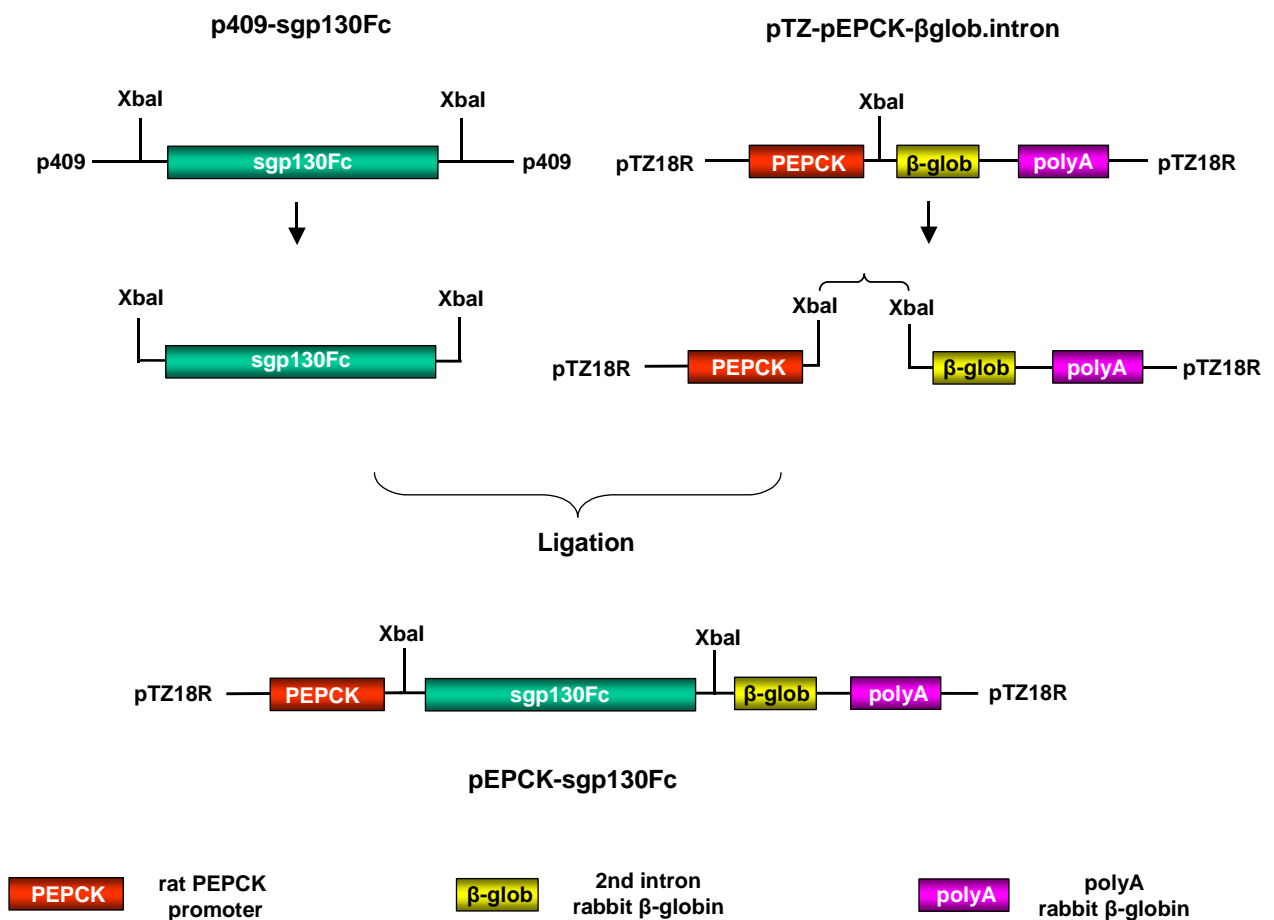 p409-sgp130Fc
pTZ-pEPCK-βglob.intron
XbaI
XbaI
XbaI
p409
sgp130Fc
p409
pTZ18R
PEPCK
β-glob
polyA
pTZ18R
XbaI
XbaI
XbaI
XbaI
sgp130Fc
pTZ18R
PEPCK
β-glob
polyA
pTZ18R
Ligation
XbaI
XbaI
pTZ18R
PEPCK
sgp130Fc
β-glob
polyA
pTZ18R
pEPCK-sgp130Fc
PEPCK
rat PEPCK
promoter
β-glob
2nd intron
rabbit β-globin
polyA
polyA
rabbit β-globin